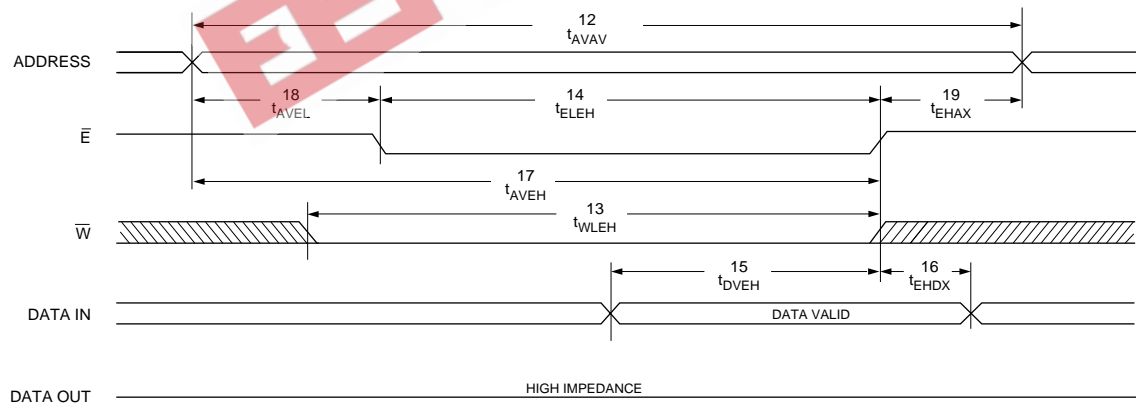 12
tAVAV
ADDRESS
18
tAVEL
14
tELEH
19
tEHAX
E̅
17
tAVEH
13
tWLEH
W̅
15
tDVEH
16
tEHDX
DATA IN
DATA VALID
DATA OUT
HIGH IMPEDANCE